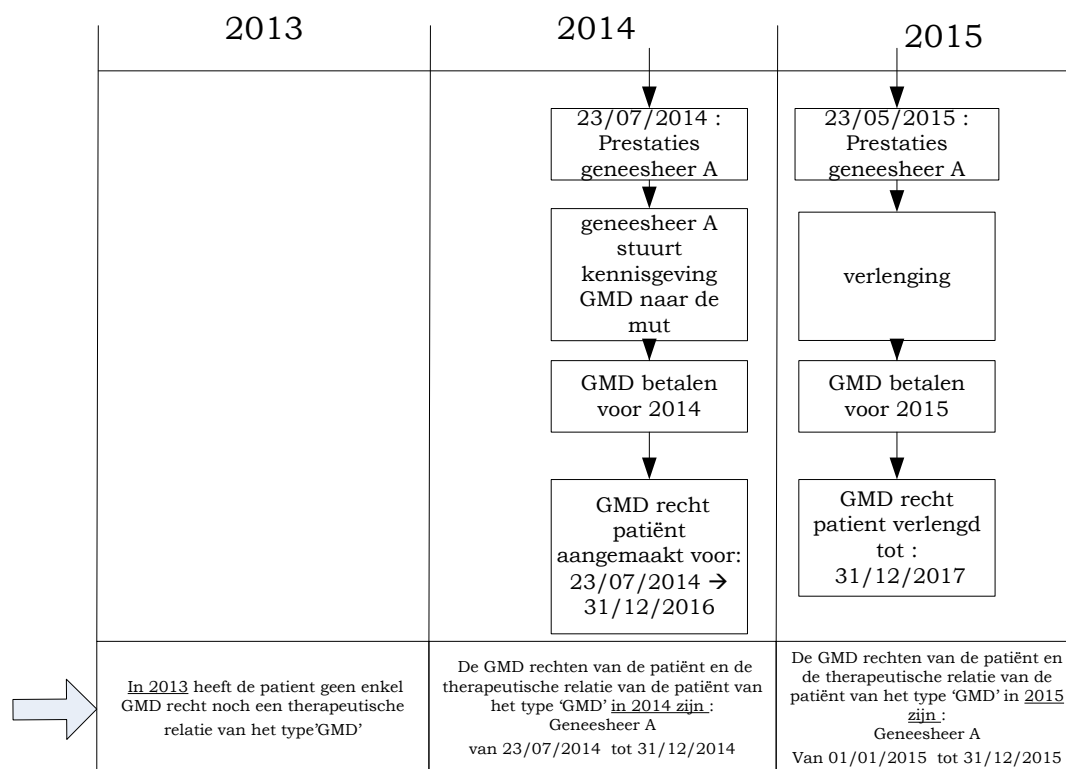 2013
2014
2015
23/07/2014 :
Prestaties
geneesheer A
geneesheer A
stuurt
kennisgeving
GMD naar de
mut
GMD betalen
voor 2014
GMD recht
patiënt
aangemaakt voor:
23/07/2014 →
31/12/2016
23/05/2015 :
Prestaties
geneesheer A
verlenging
GMD betalen
voor 2015
GMD recht
patient verlengd
tot :
31/12/2017
In 2013 heeft de patient geen enkel
GMD recht noch een therapeutische
relatie van het type’GMD’
De GMD rechten van de patiënt en de
therapeutische relatie van de patiënt van
het type ‘GMD’ in 2014 zijn :
Geneesheer A
van 23/07/2014 tot 31/12/2014
De GMD rechten van de patiënt en
de therapeutische relatie van de
patiënt van het type ‘GMD’ in 2015
zijn :
Geneesheer A
Van 01/01/2015 tot 31/12/2015